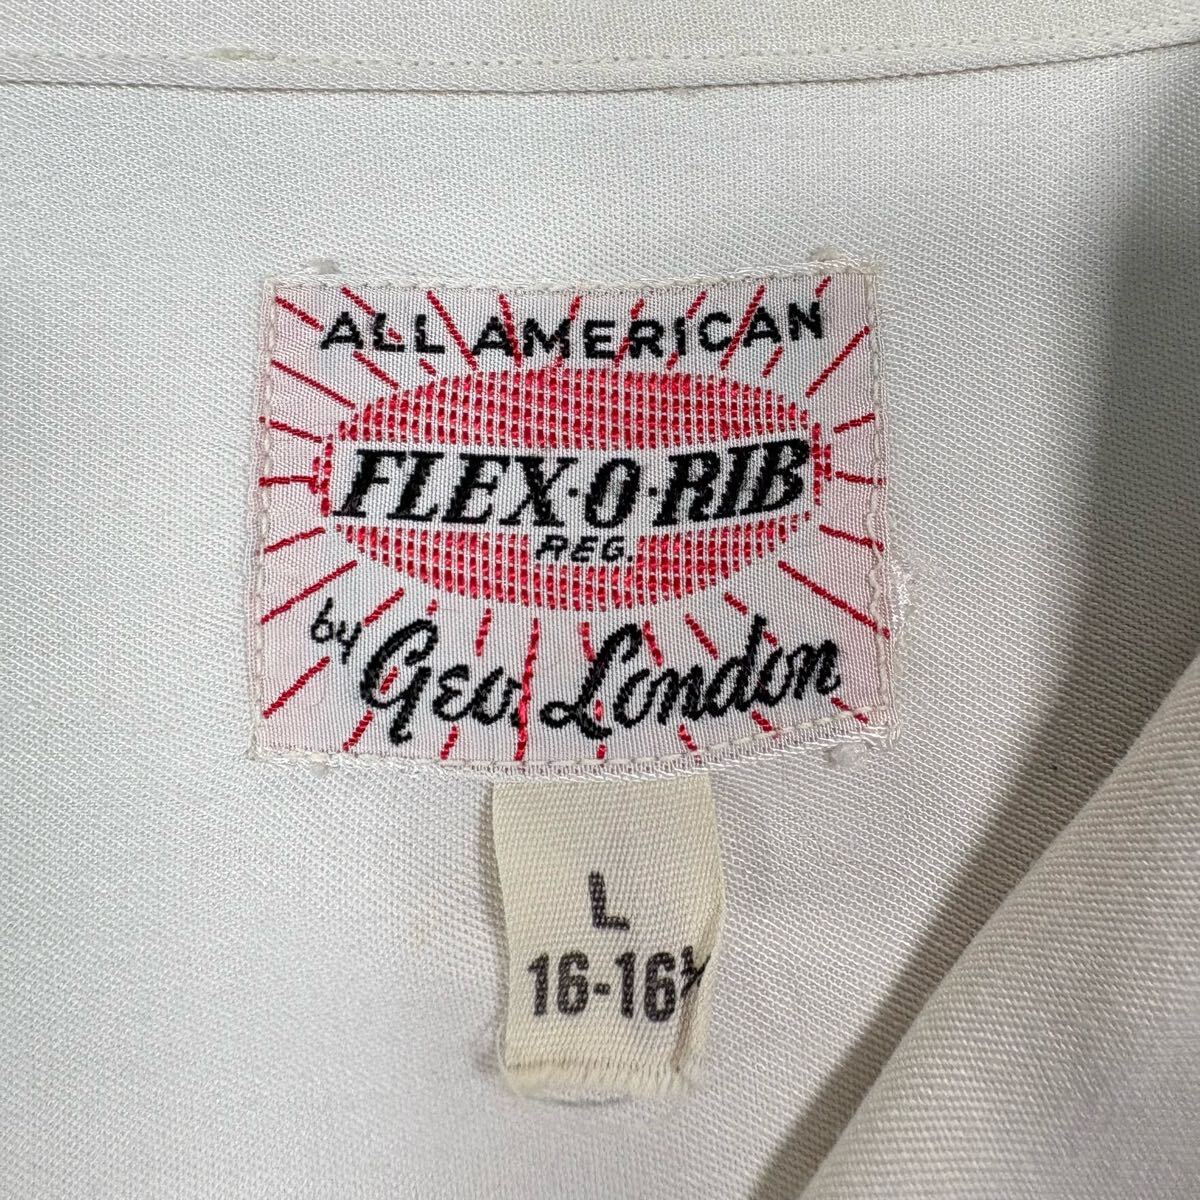 ALL AMERICAN
FLEX·O·RIB
REG.
by Geo. London
L
16-16½